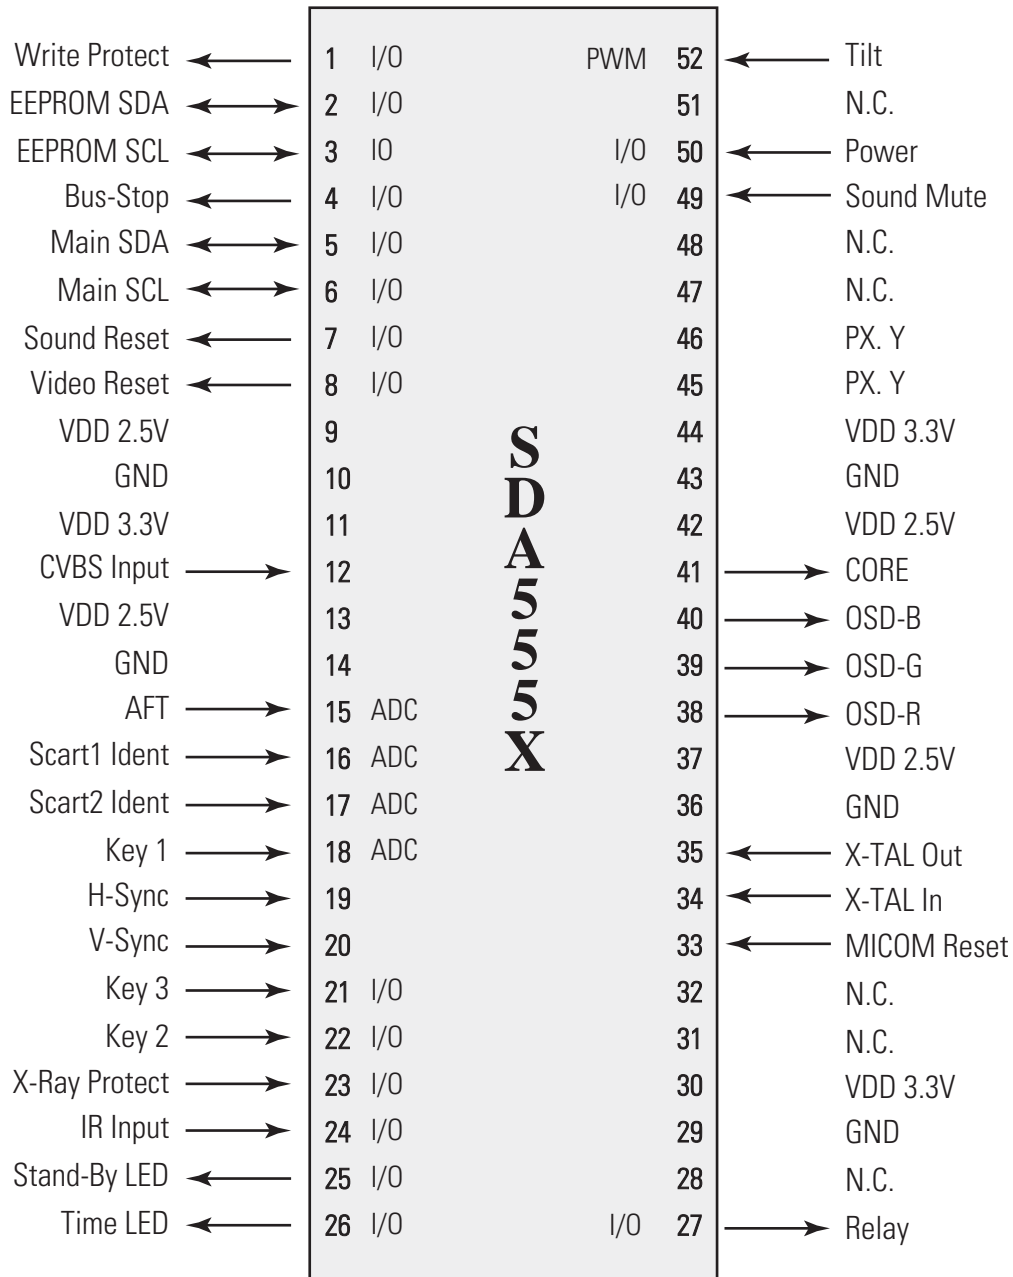 Write Protect 1 I/O PWM 52 Tilt
EEPROM SDA 2 I/O 51 N.C.
EEPROM SCL 3 IO I/O 50 Power
Bus-Stop 4 I/O I/O 49 Sound Mute
Main SDA 5 I/O 48 N.C.
Main SCL 6 I/O 47 N.C.
Sound Reset 7 I/O 46 PX. Y
Video Reset 8 I/O 45 PX. Y
VDD 2.5V 9 44 VDD 3.3V
GND 10 43 GND
VDD 3.3V 11 42 VDD 2.5V
CVBS Input 12 41 CORE
VDD 2.5V 13 40 OSD-B
GND 14 39 OSD-G
AFT 15 ADC 38 OSD-R
Scart1 Ident 16 ADC 37 VDD 2.5V
Scart2 Ident 17 ADC 36 GND
Key 1 18 ADC 35 X-TAL Out
H-Sync 19 34 X-TAL In
V-Sync 20 33 MICOM Reset
Key 3 21 I/O 32 N.C.
Key 2 22 I/O 31 N.C.
X-Ray Protect 23 I/O 30 VDD 3.3V
IR Input 24 I/O 29 GND
Stand-By LED 25 I/O 28 N.C.
Time LED 26 I/O I/O 27 Relay
SDA555X